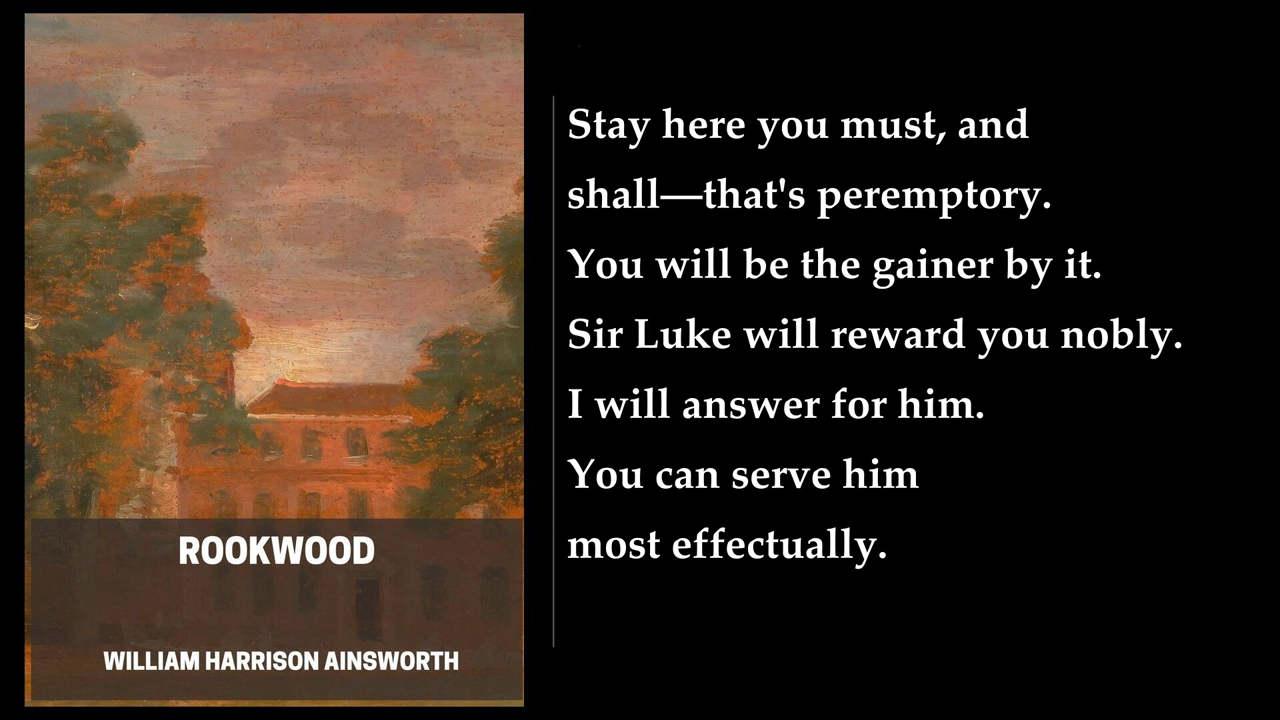 ROOKWOOD
WILLIAM HARRISON AINSWORTH
Stay here you must, and
shall—that's peremptory.
You will be the gainer by it.
Sir Luke will reward you nobly.
I will answer for him.
You can serve him
most effectually.